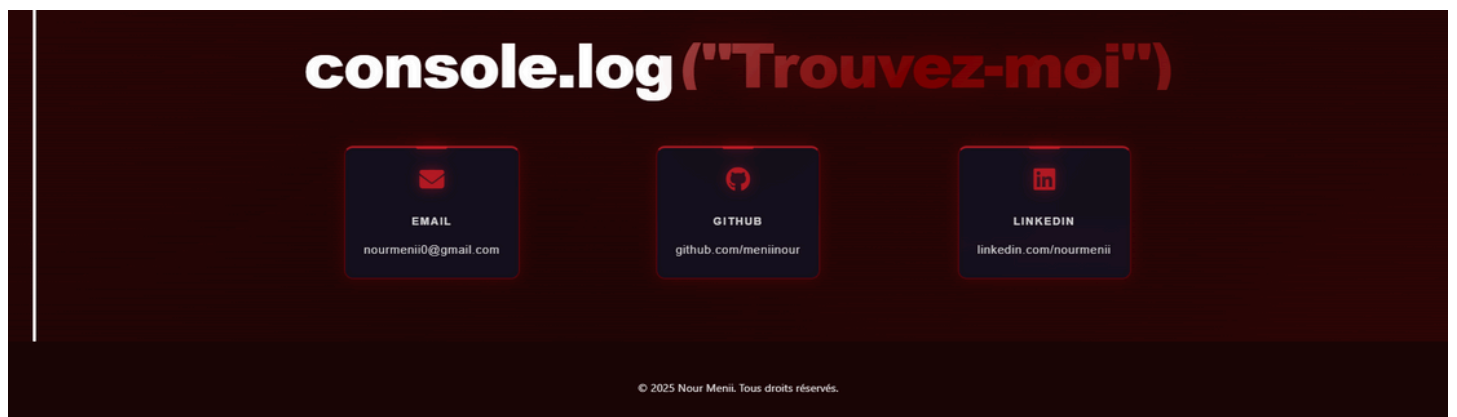 console.log("Trouvez-moi")
EMAIL
nourmenii0@gmail.com
GITHUB
github.com/meniinour
LINKEDIN
linkedin.com/nourmenii
© 2025 Nour Menii. Tous droits réservés.